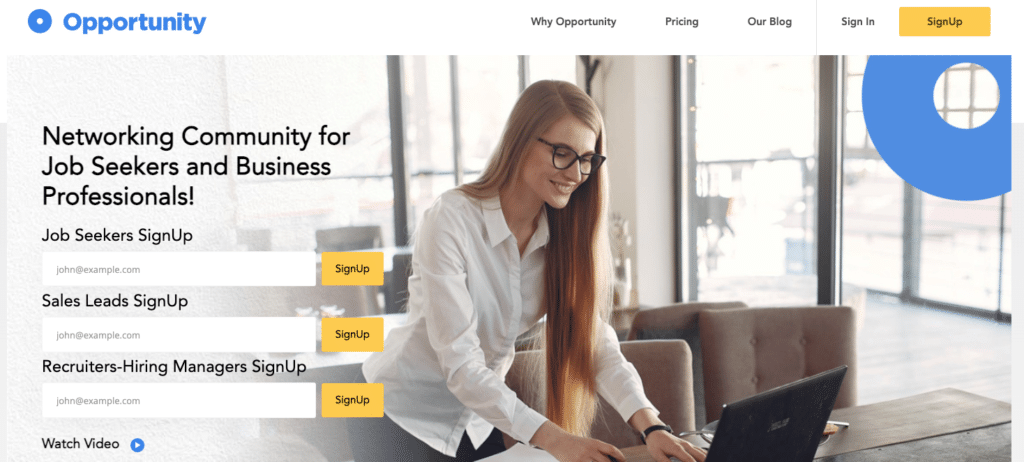 Opportunity
Why Opportunity
Pricing
Our Blog
Sign In
SignUp
Networking Community for
Job Seekers and Business
Professionals!
Job Seekers SignUp
john@example.com
SignUp
Sales Leads SignUp
john@example.com
SignUp
Recruiters-Hiring Managers SignUp
john@example.com
SignUp
Watch Video